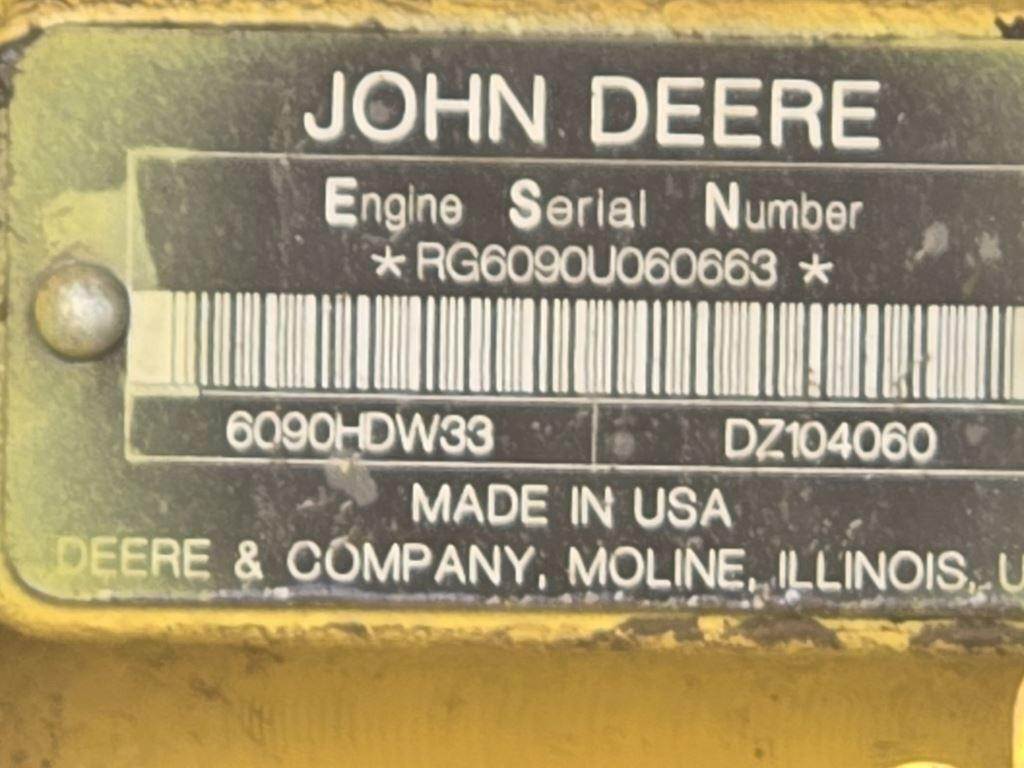 JOHN DEERE
Engine Serial Number
*RG6090U060663*
6090HDW33 DZ104060
MADE IN USA
DEERE & COMPANY, MOLINE, ILLINOIS, U